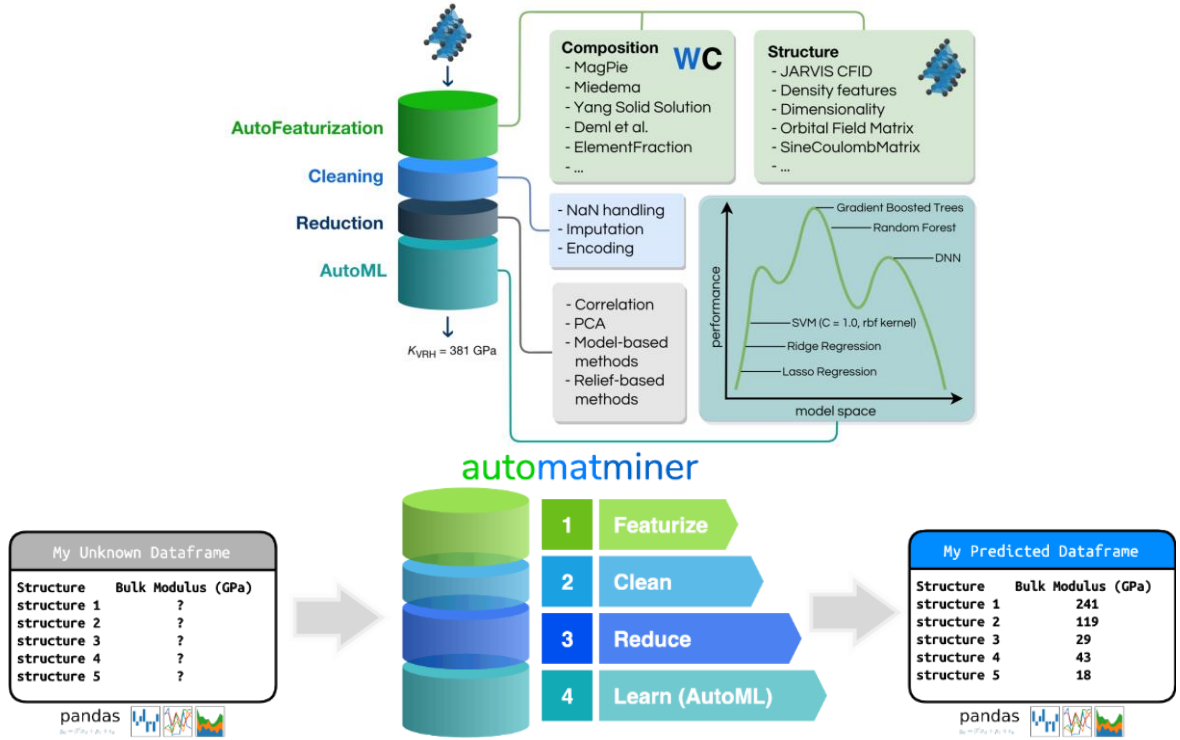 AutoFeaturization
Cleaning
Reduction
AutoML
K_VRH = 381 GPa
Composition
WC
- MagPie
- Miedema
- Yang Solid Solution
- Deml et al.
- ElementFraction
- ...
Structure
- JARVIS CFID
- Density features
- Dimensionality
- Orbital Field Matrix
- SineCoulombMatrix
- ...
- NaN handling
- Imputation
- Encoding
- Correlation
- PCA
- Model-based
methods
- Relief-based
methods
performance
Gradient Boosted Trees
Random Forest
DNN
SVM (C = 1.0, rbf kernel)
Ridge Regression
Lasso Regression
model space
automatminer
My Unknown Dataframe
Structure Bulk Modulus (GPa)
structure 1 ?
structure 2 ?
structure 3 ?
structure 4 ?
structure 5 ?
pandas
1 Featurize
2 Clean
3 Reduce
4 Learn (AutoML)
My Predicted Dataframe
Structure Bulk Modulus (GPa)
structure 1 241
structure 2 119
structure 3 29
structure 4 43
structure 5 18
pandas